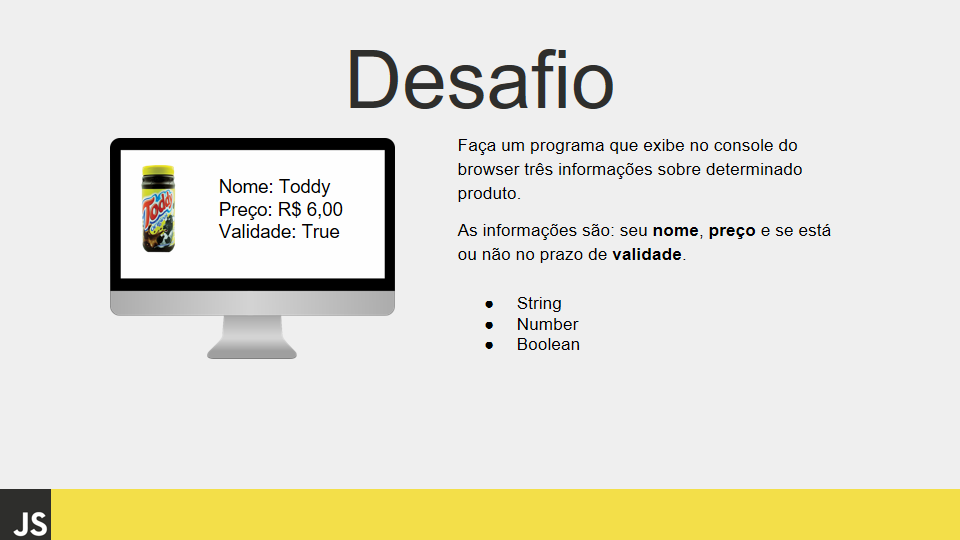 Desafio
Nome: Toddy
Preço: R$ 6,00
Validade: True
Toddy
Faça um programa que exibe no console do
browser três informações sobre determinado
produto.
As informações são: seu nome, preço e se está
ou não no prazo de validade.
● String
● Number
● Boolean
JS